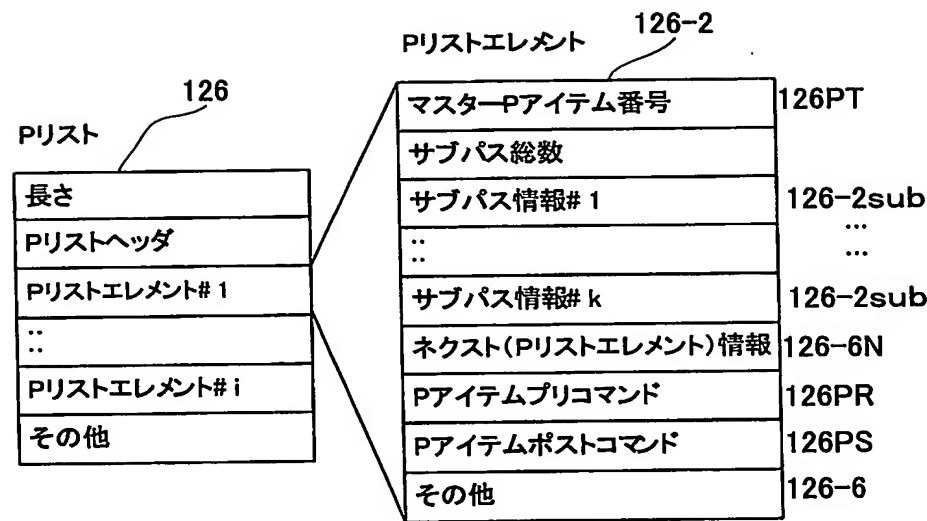 126
Pリスト
長さ
Pリストヘッダ
Pリストエレメント#1
::
Pリストエレメント#i
その他
Pリストエレメント
126-2
マスターPアイテム番号 126PT
サブパス総数
サブパス情報#1 126-2sub
:: ...
...
サブパス情報#k 126-2sub
ネクスト(Pリストエレメント)情報 126-6N
Pアイテムプリコマンド 126PR
Pアイテムポストコマンド 126PS
その他 126-6